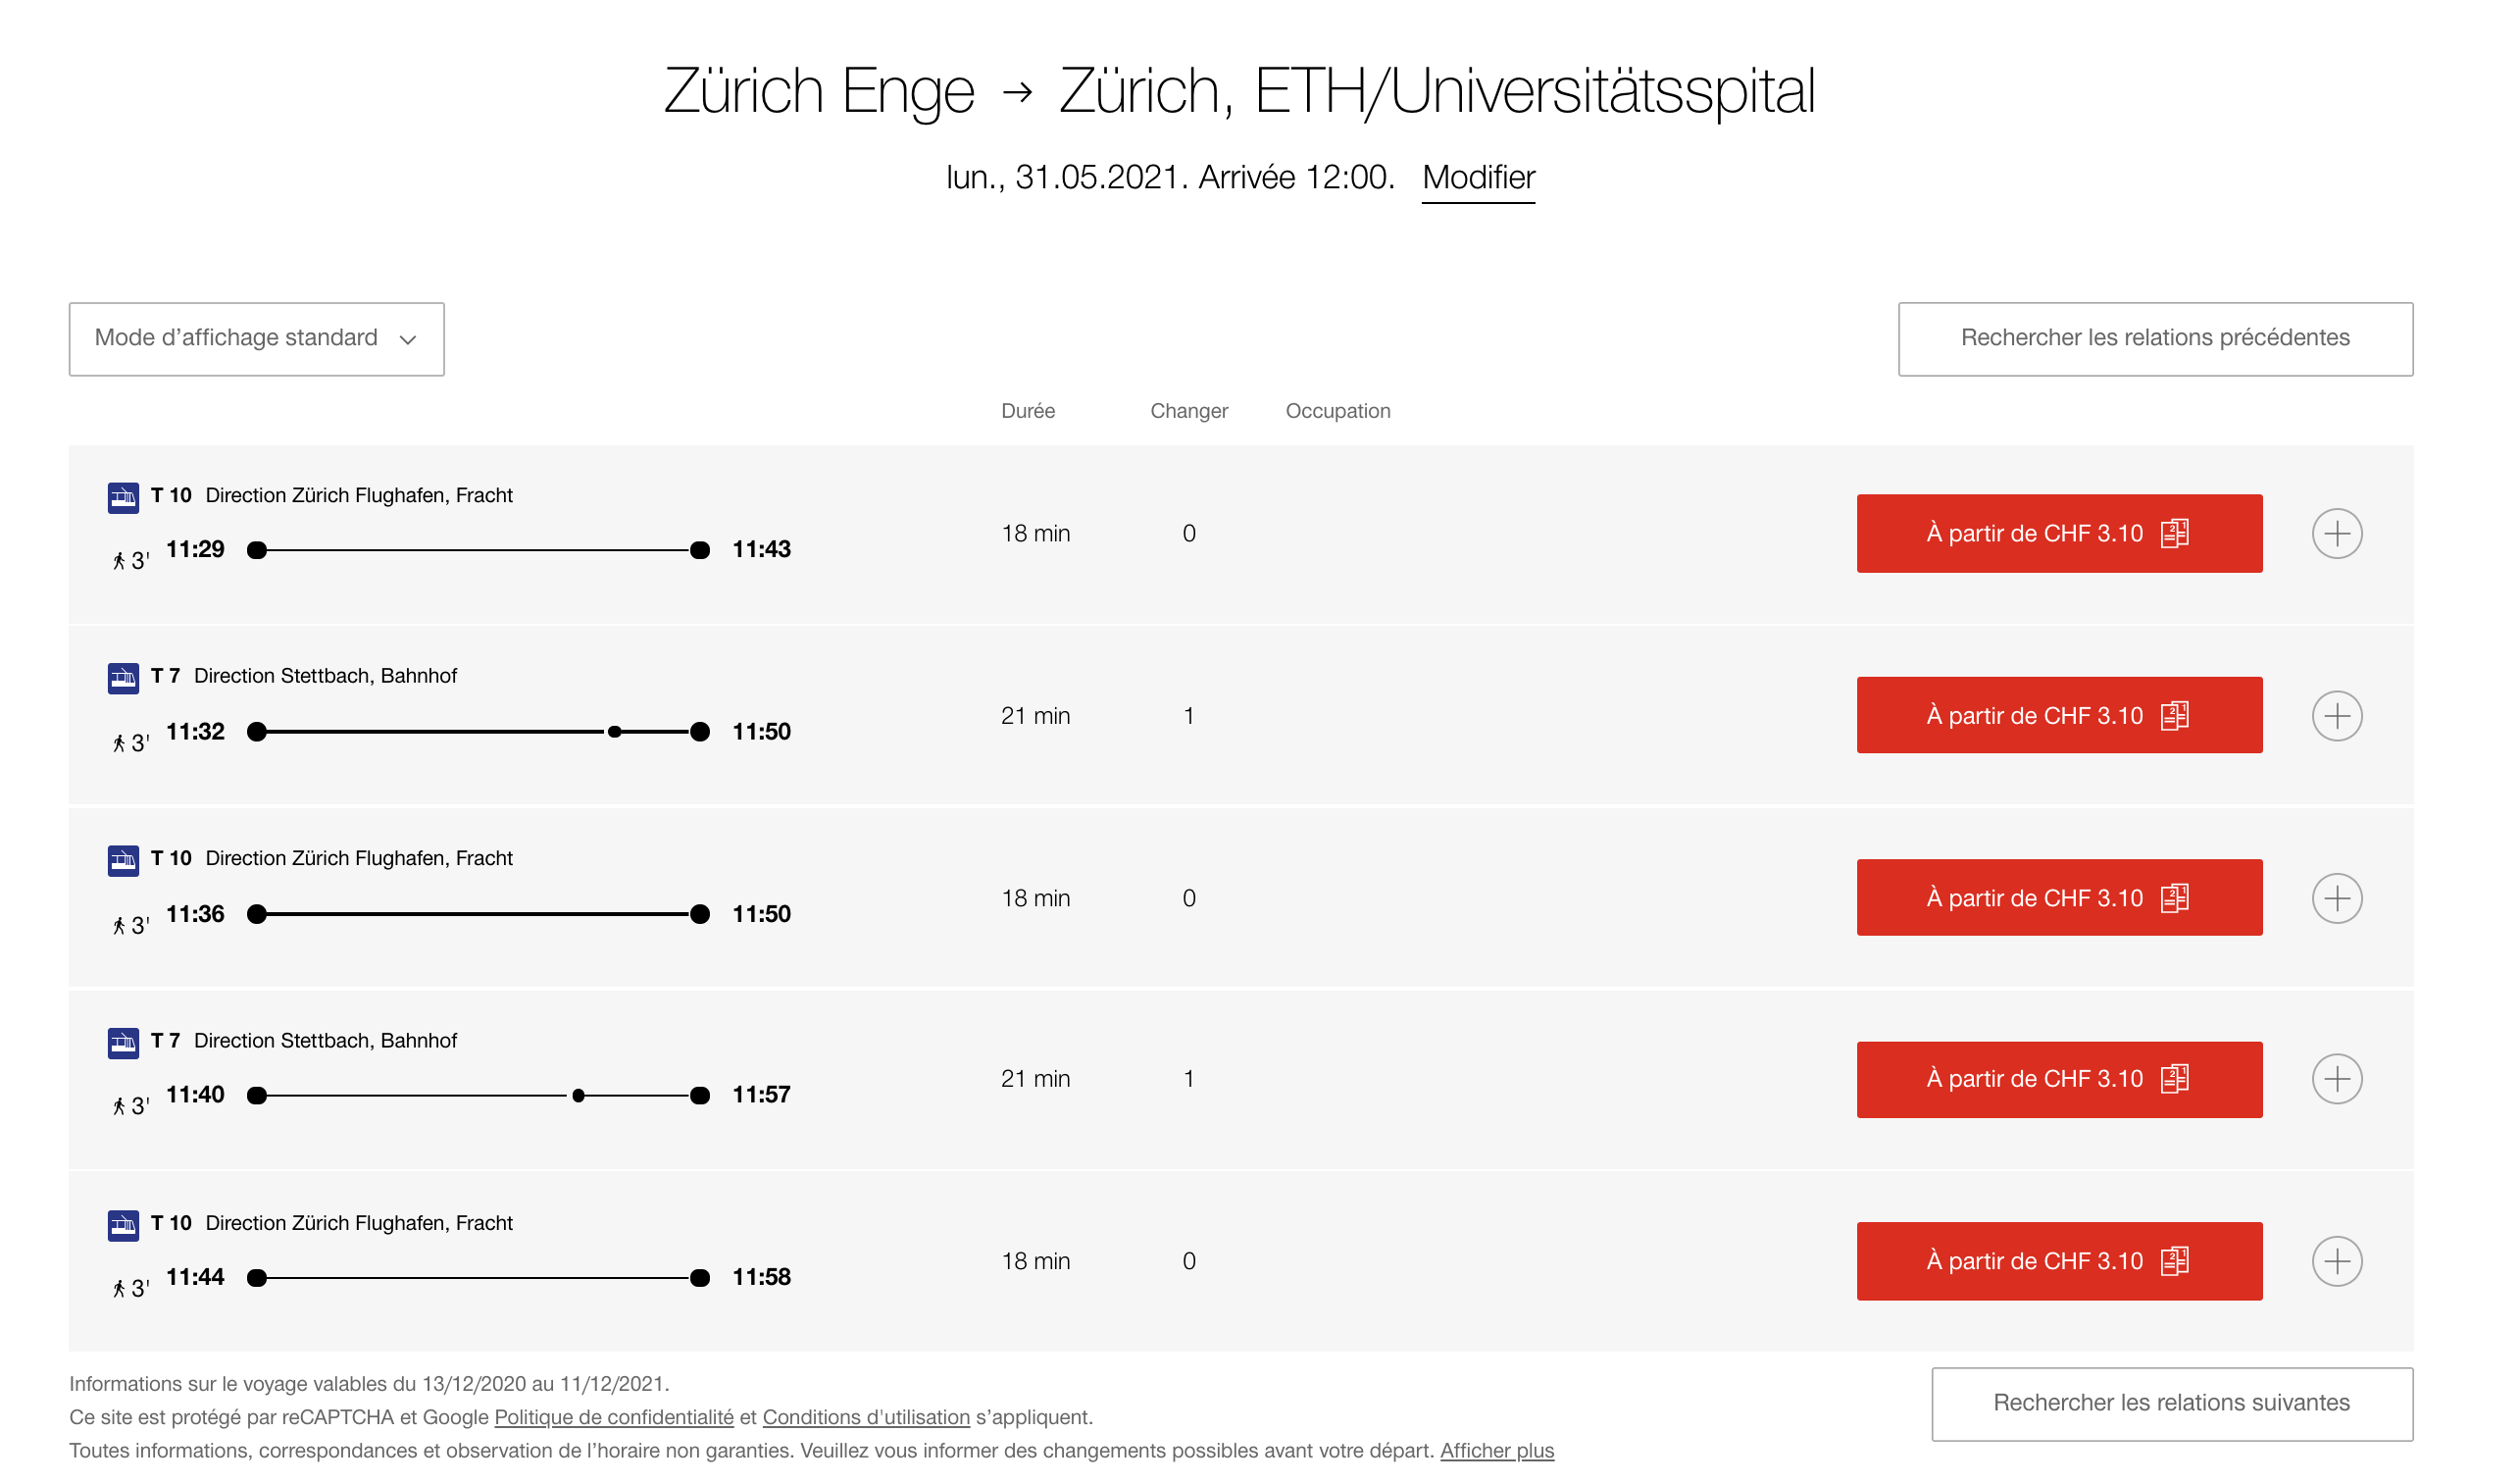 Zürich Enge → Zürich, ETH/Universitätsspital
lun., 31.05.2021. Arrivée 12:00. Modifier
Mode d’affichage standard
Rechercher les relations précédentes
Durée Changer Occupation
T 10 Direction Zürich Flughafen, Fracht
3' 11:29 11:43
18 min 0
À partir de CHF 3.10
T 7 Direction Stettbach, Bahnhof
3' 11:32 11:50
21 min 1
À partir de CHF 3.10
T 10 Direction Zürich Flughafen, Fracht
3' 11:36 11:50
18 min 0
À partir de CHF 3.10
T 7 Direction Stettbach, Bahnhof
3' 11:40 11:57
21 min 1
À partir de CHF 3.10
T 10 Direction Zürich Flughafen, Fracht
3' 11:44 11:58
18 min 0
À partir de CHF 3.10
Informations sur le voyage valables du 13/12/2020 au 11/12/2021.
Ce site est protégé par reCAPTCHA et Google Politique de confidentialité et Conditions d'utilisation s’appliquent.
Toutes informations, correspondances et observation de l’horaire non garanties. Veuillez vous informer des changements possibles avant votre départ. Afficher plus
Rechercher les relations suivantes